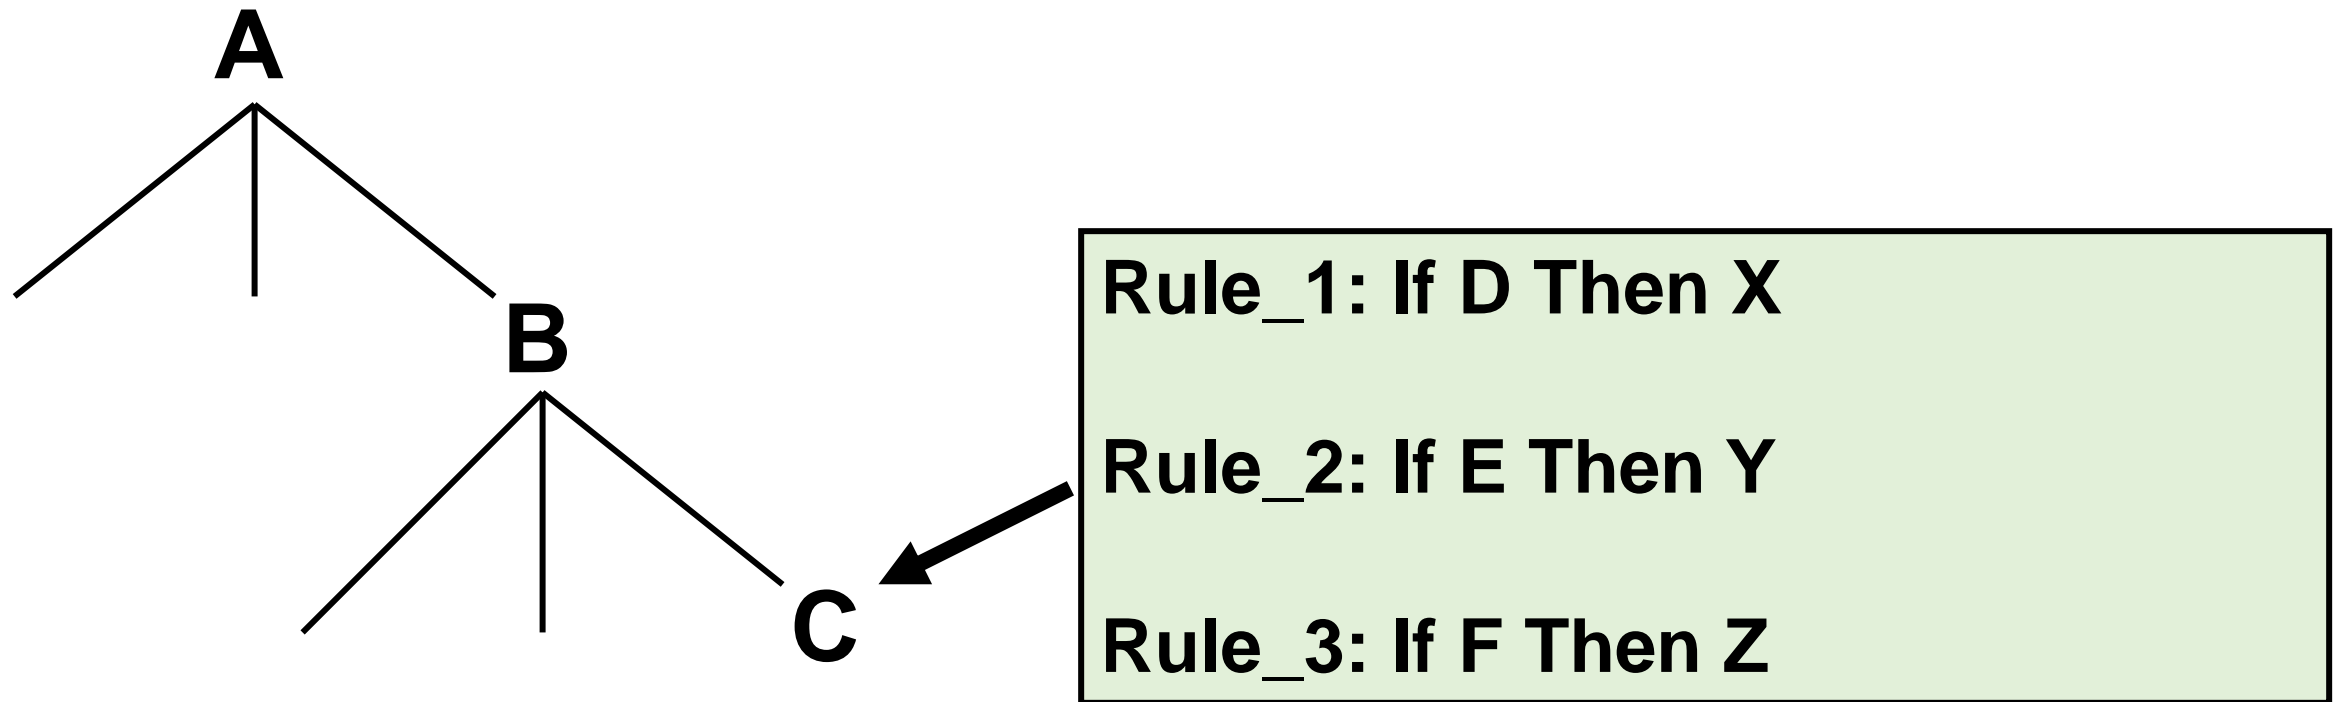 A
B
C
Rule_1: If D Then X
Rule_2: If E Then Y
Rule_3: If F Then Z